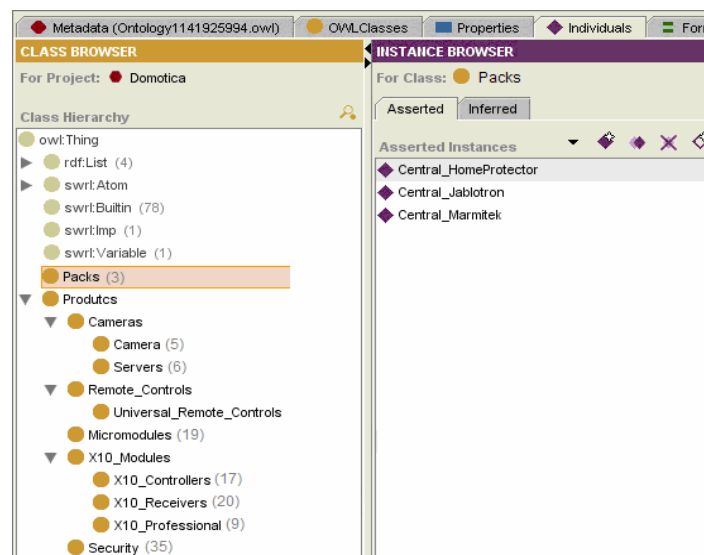 Metadata (Ontology1141925994.owl) OWLClasses Properties Individuals For
CLASS BROWSER
For Project: Domotica
Class Hierarchy
owl:Thing
rdf:List (4)
swrl:Atom
swrl:Builtin (78)
swrl:Imp (1)
swrl:Variable (1)
Packs (3)
Produtcs
Cameras
Camera (5)
Servers (6)
Remote_Controls
Universal_Remote_Controls
Micromodules (19)
X10_Modules
X10_Controllers (17)
X10_Receivers (20)
X10_Professional (9)
Security (35)
INSTANCE BROWSER
For Class: Packs
Asserted Inferred
Asserted Instances
Central_HomeProtector
Central_Jablotron
Central_Marmitek